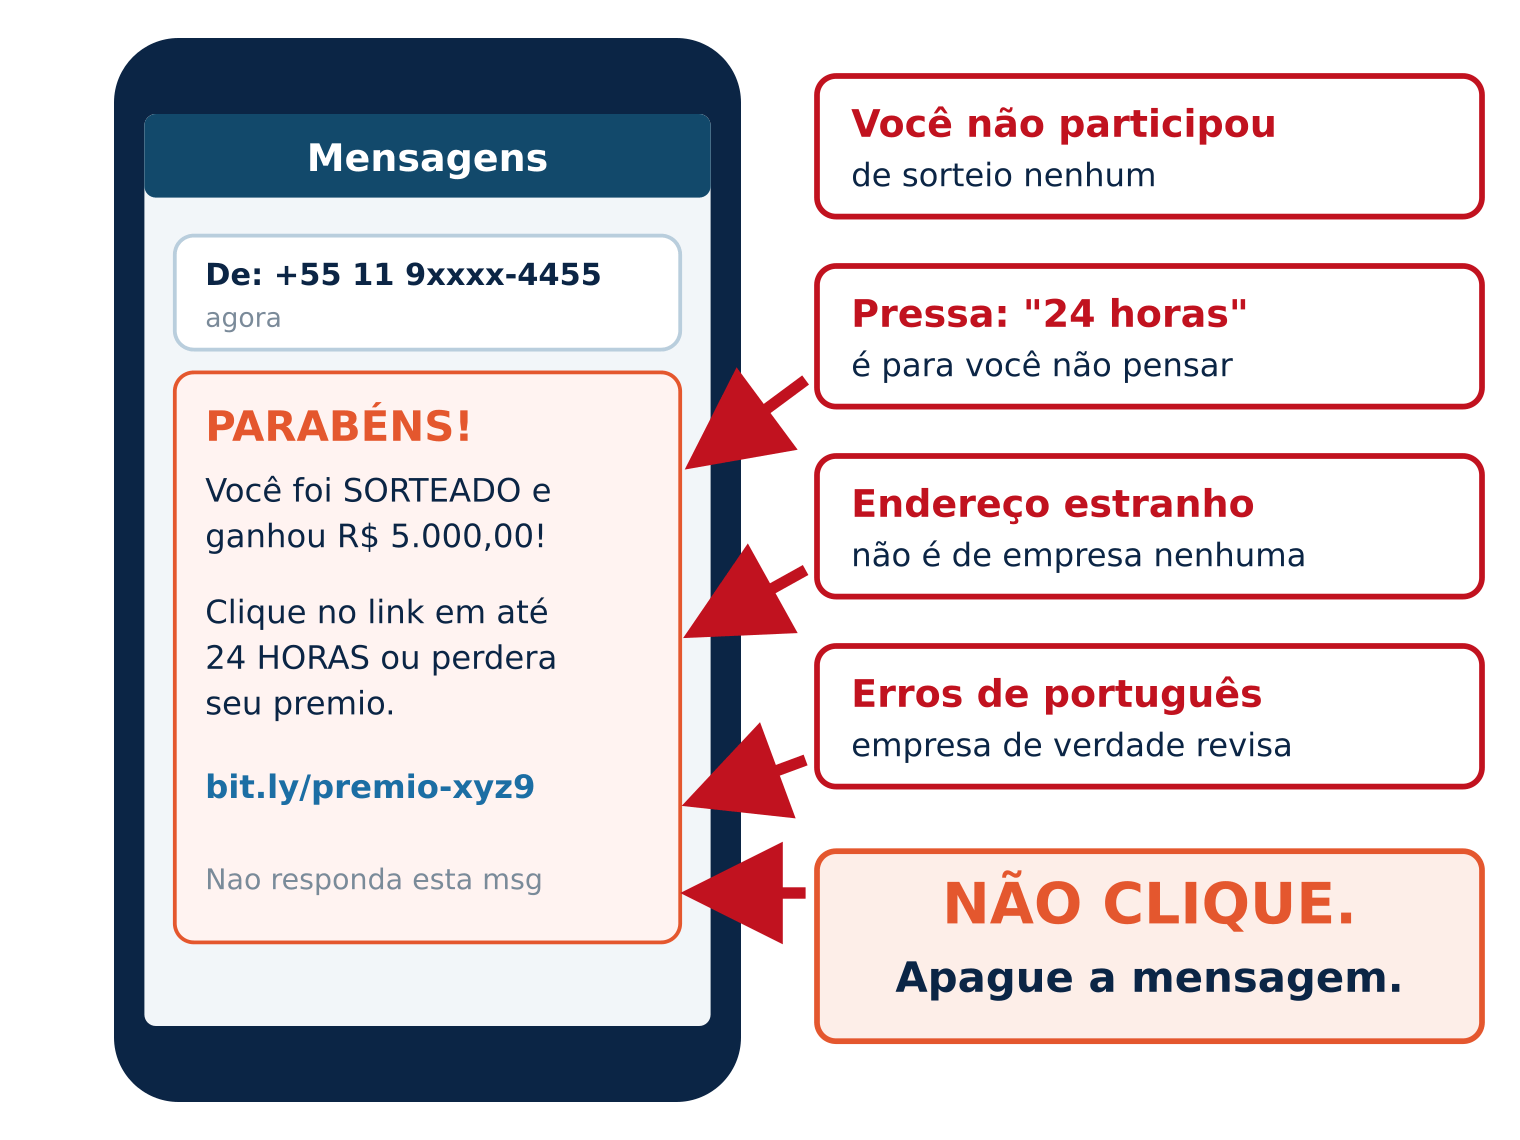 Mensagens
De: +55 11 9xxxx-4455
agora
PARABÉNS!
Você foi SORTEADO e
ganhou R$ 5.000,00!
Clique no link em até
24 HORAS ou perdera
seu premio.
bit.ly/premio-xyz9
Nao responda esta msg
Você não participou
de sorteio nenhum
Pressa: "24 horas"
é para você não pensar
Endereço estranho
não é de empresa nenhuma
Erros de português
empresa de verdade revisa
NÃO CLIQUE.
Apague a mensagem.